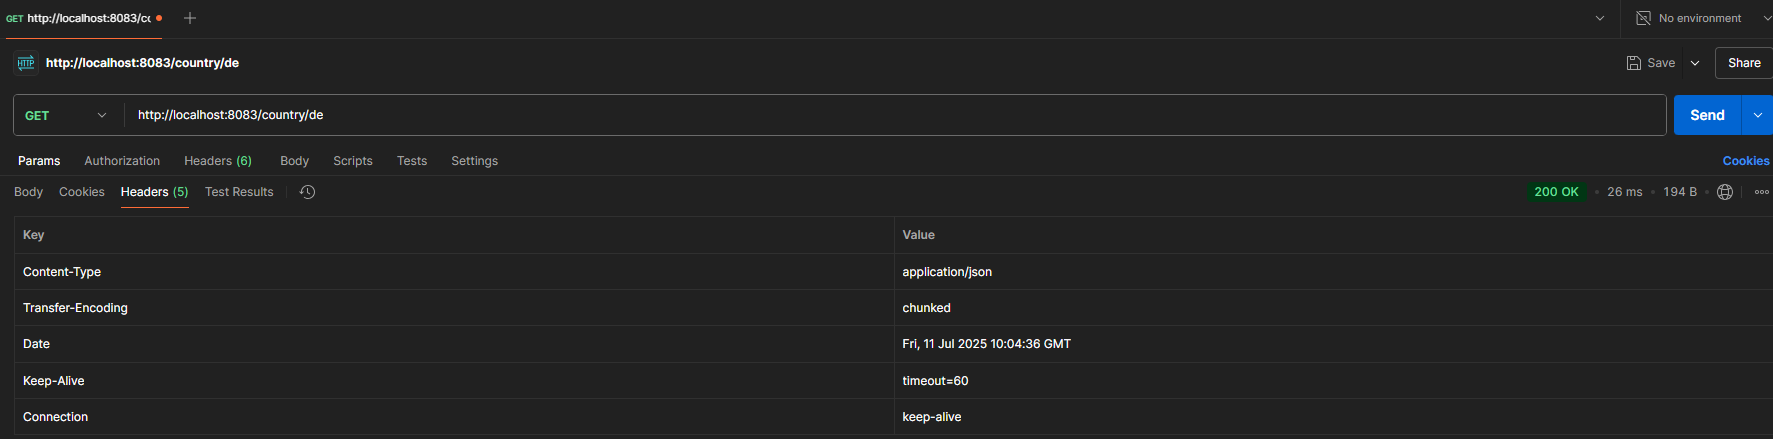 GET http://localhost:8083/cc
No environment
HTTP http://localhost:8083/country/de
Save
Share
GET http://localhost:8083/country/de
Send
Params Authorization Headers (6) Body Scripts Tests Settings
Cookies
Body Cookies Headers (5) Test Results
200 OK • 26 ms • 194 B •
Key Value
Content-Type application/json
Transfer-Encoding chunked
Date Fri, 11 Jul 2025 10:04:36 GMT
Keep-Alive timeout=60
Connection keep-alive